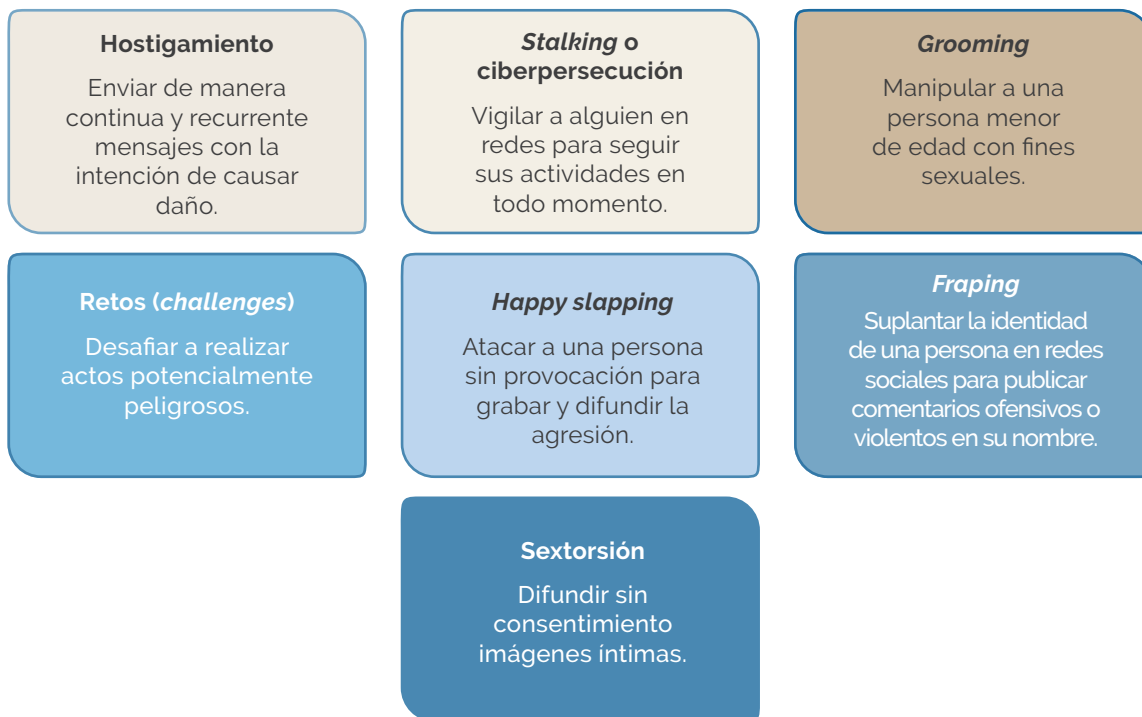 Hostigamiento
Enviar de manera
continua y recurrente
mensajes con la
intención de causar
daño.
Stalking o
ciberpersecución
Vigilar a alguien en
redes para seguir
sus actividades en
todo momento.
Grooming
Manipular a una
persona menor
de edad con fines
sexuales.
Retos (challenges)
Desafiar a realizar
actos potencialmente
peligrosos.
Happy slapping
Atacar a una persona
sin provocación para
grabar y difundir la
agresión.
Fraping
Suplantar la identidad
de una persona en redes
sociales para publicar
comentarios ofensivos o
violentos en su nombre.
Sextorsión
Difundir sin
consentimiento
imágenes íntimas.